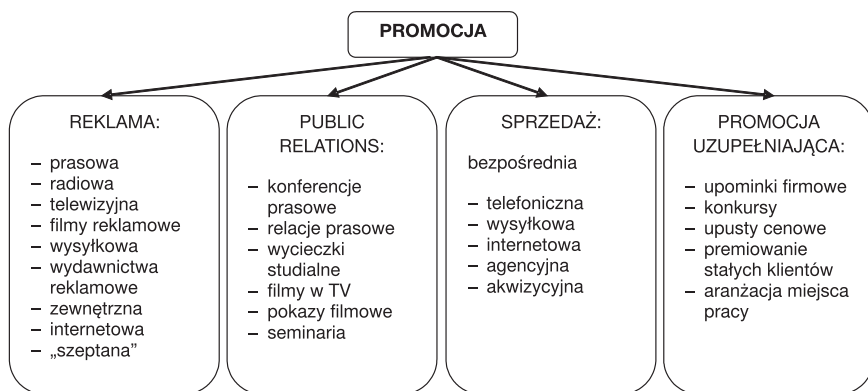 PROMOCJA
REKLAMA:
– prasowa
– radiowa
– telewizyjna
– filmy reklamowe
– wysyłkowa
– wydawnictwa
reklamowe
– zewnętrzna
– internetowa
– „szeptana”
PUBLIC
RELATIONS:
– konferencje
prasowe
– relacje prasowe
– wycieczki
studialne
– filmy w TV
– pokazy filmowe
– seminaria
SPRZEDAŻ:
bezpośrednia
– telefoniczna
– wysyłkowa
– internetowa
– agencyjna
– akwizycyjna
PROMOCJA
UZUPEŁNIAJĄCA:
– upominki firmowe
– konkursy
– upusty cenowe
– premiowanie
stałych klientów
– aranżacja miejsca
pracy